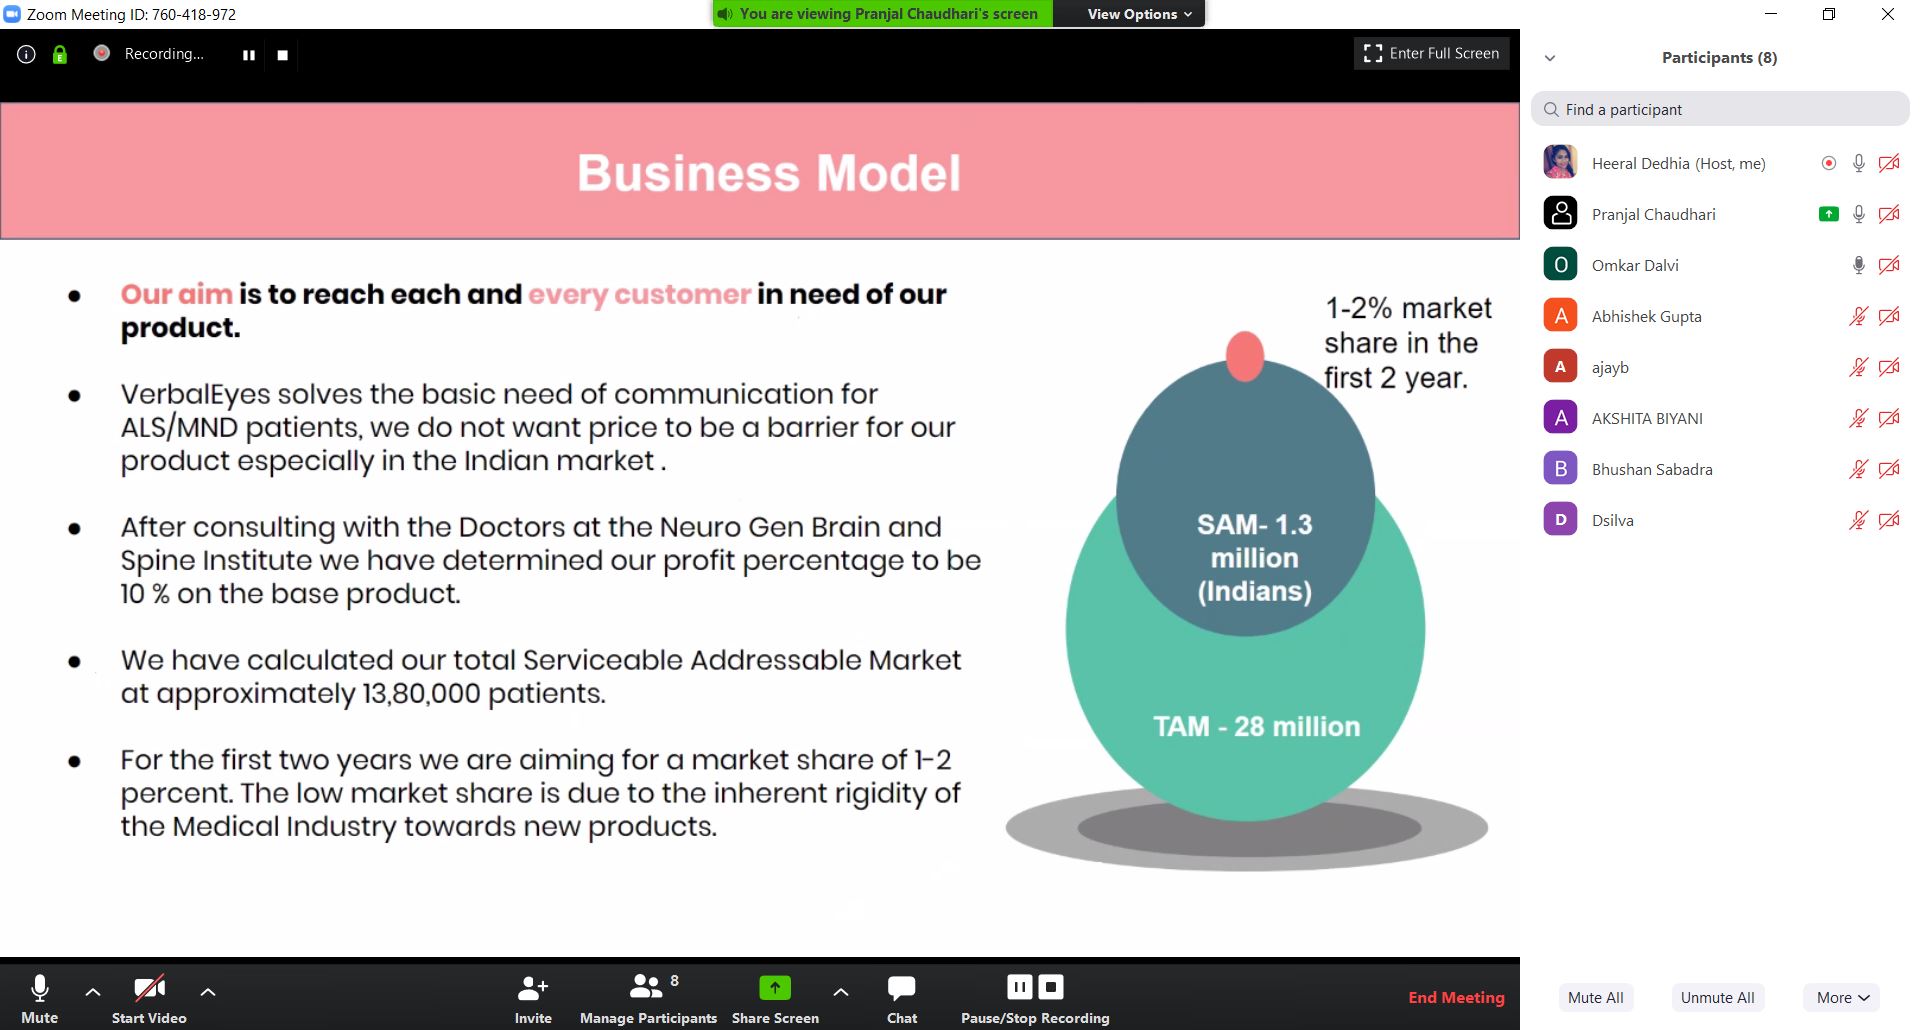 Zoom Meeting ID: 760-418-972
You are viewing Pranjal Chaudhari's screen
View Options
Recording...
Enter Full Screen
Business Model
Our aim is to reach each and every customer in need of our
product.
VerbalEyes solves the basic need of communication for
ALS/MND patients, we do not want price to be a barrier for our
product especially in the Indian market .
After consulting with the Doctors at the Neuro Gen Brain and
Spine Institute we have determined our profit percentage to be
10 % on the base product.
We have calculated our total Serviceable Addressable Market
at approximately 13,80,000 patients.
For the first two years we are aiming for a market share of 1-2
percent. The low market share is due to the inherent rigidity of
the Medical Industry towards new products.
1-2% market
share in the
first 2 year.
SAM- 1.3
million
(Indians)
TAM - 28 million
Participants (8)
Find a participant
Heeral Dedhia (Host, me)
Pranjal Chaudhari
O Omkar Dalvi
A Abhishek Gupta
A ajayb
A AKSHITA BIYANI
B Bhushan Sabadra
D Dsilva
Mute
Start Video
Invite
8
Manage Participants
Share Screen
Chat
Pause/Stop Recording
End Meeting
Mute All
Unmute All
More